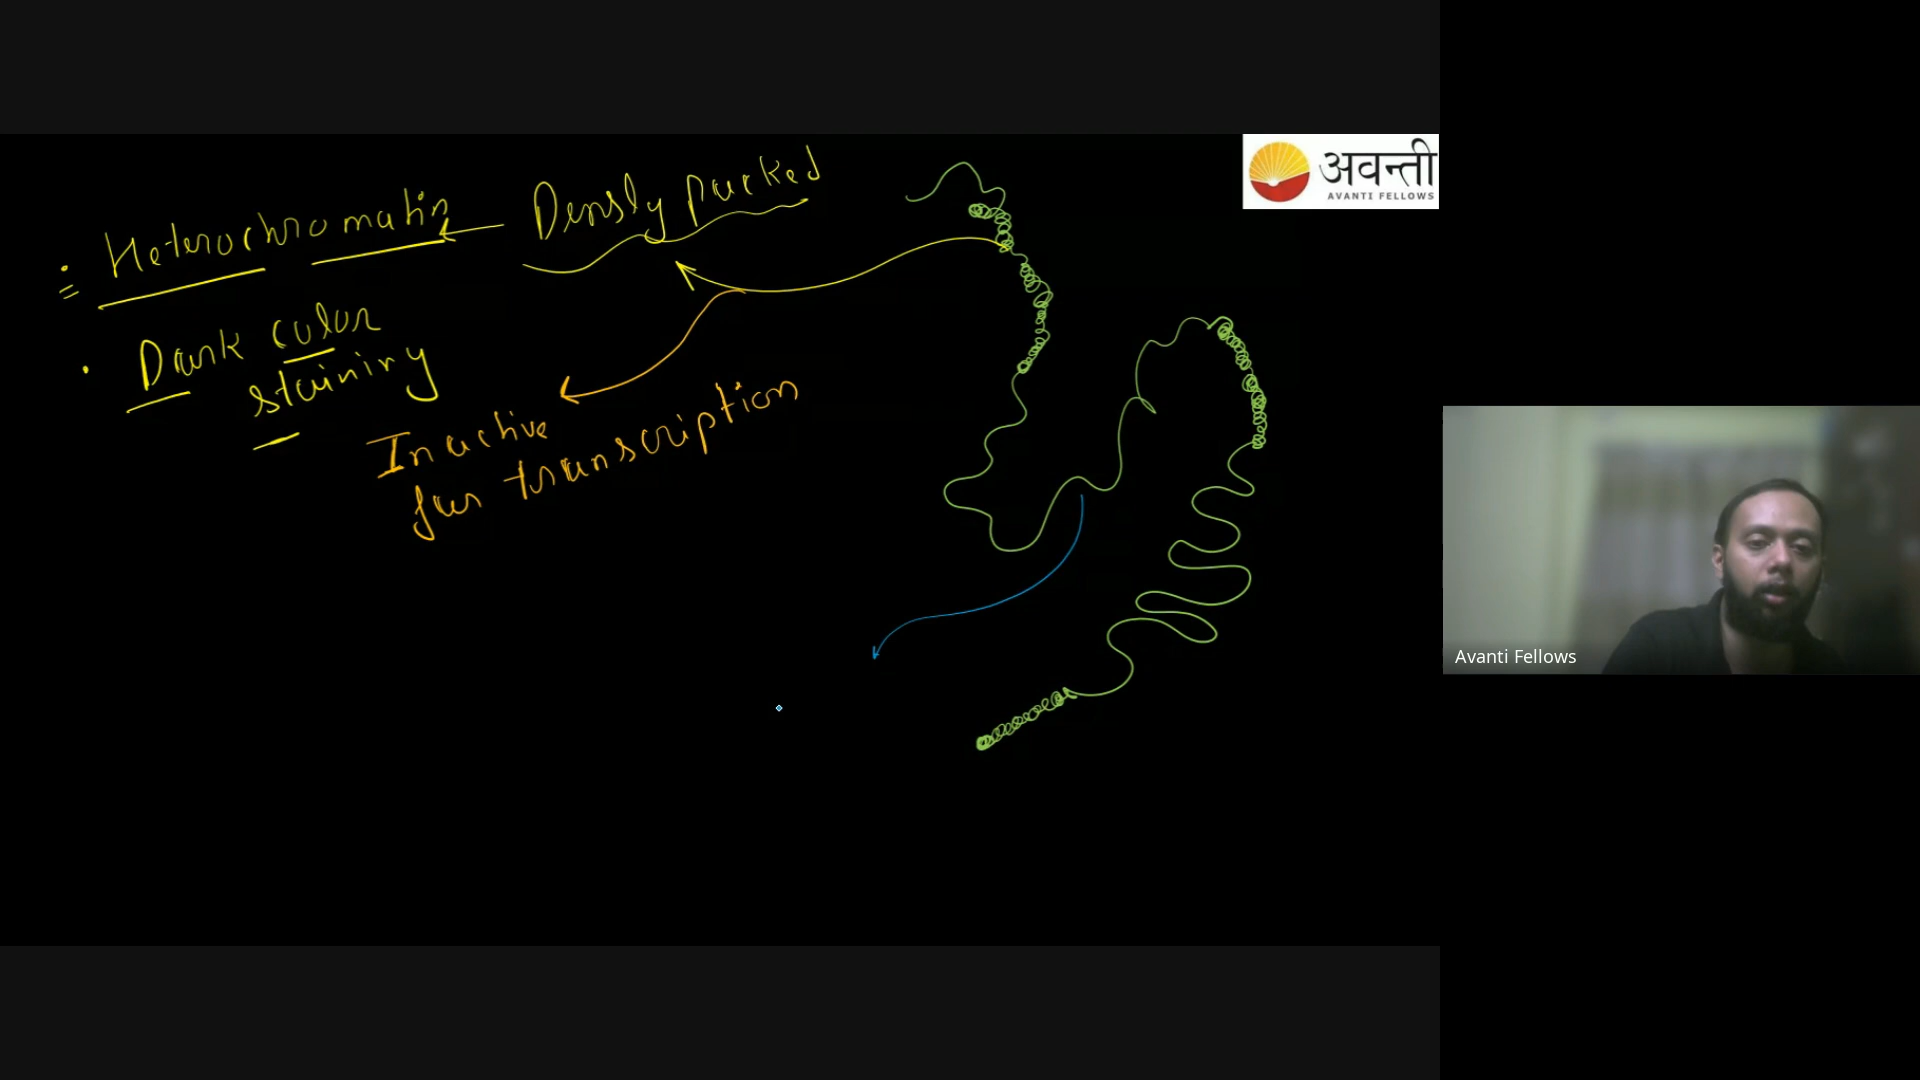 Heterochromatin ← Densly packed
Dark color
staining
Inactive
for transcription
अवन्ती
AVANTI FELLOWS
Avanti Fellows